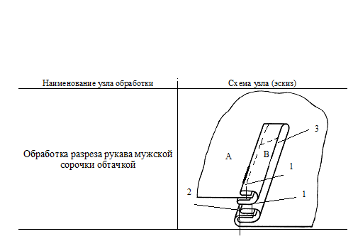 Наименование узла обработки
Схема узла (эскиз)
Обработка разреза рукава мужской
сорочки обтачкой
А
В
3
1
2
1